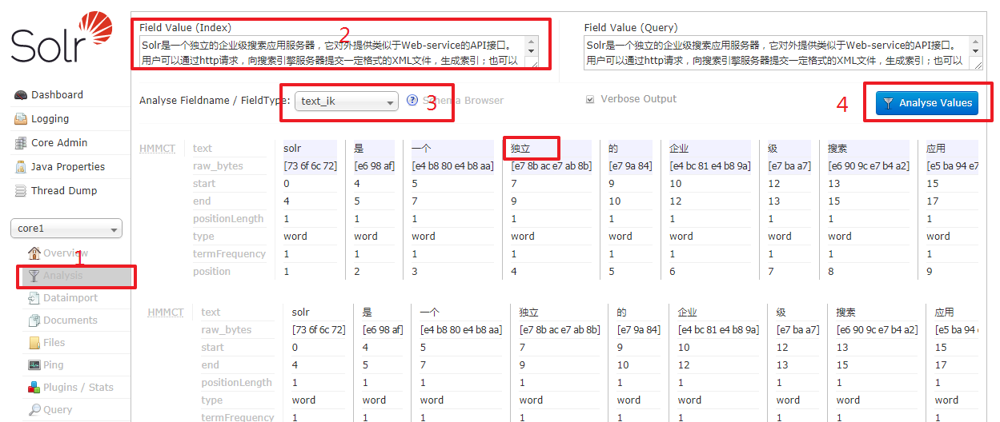 Solr
Field Value (Index)
2
Field Value (Query)
Solr是一个独立的企业级搜索应用服务器，它对外提供类似于Web-service的API接口。
用户可以通过http请求，向搜索引擎服务器提交一定格式的XML文件，生成索引；也可以
Solr是一个独立的企业级搜索应用服务器，它对外提供类似于Web-service的API接口。
用户可以通过http请求，向搜索引擎服务器提交一定格式的XML文件，生成索引；也可以
Analyse Fieldname / FieldType: text_ik ? Schema Browser 3 Verbose Output 4 Analyse Values
Dashboard
Logging
Core Admin
Java Properties
Thread Dump
core1
Overview
1
Analysis
Dataimport
Documents
Files
Ping
Plugins / Stats
Query
HMMCT text solr 是 一个 独立 的 企业 级 搜索 应用
raw_bytes [73 6f 6c 72] [e6 98 af] [e4 b8 80 e4 b8 aa] [e7 8b ac e7 ab 8b] [e7 9a 84] [e4 bc 81 e4 b8 9a] [e7 ba a7] [e6 90 9c e7 b4 a2] [e5 ba 94 e7
start 0 4 5 7 9 10 12 13 15
end 4 5 7 9 10 12 13 15 17
positionLength 1 1 1 1 1 1 1 1 1
type word word word word word word word word word
termFrequency 1 1 1 1 1 1 1 1 1
position 1 2 3 4 5 6 7 8 9
HMMCT text solr 是 一个 独立 的 企业 级 搜索 应用
raw_bytes [73 6f 6c 72] [e6 98 af] [e4 b8 80 e4 b8 aa] [e7 8b ac e7 ab 8b] [e7 9a 84] [e4 bc 81 e4 b8 9a] [e7 ba a7] [e6 90 9c e7 b4 a2] [e5 ba 94
start 0 4 5 7 9 10 12 13 15
end 4 5 7 9 10 12 13 15 17
positionLength 1 1 1 1 1 1 1 1 1
type word word word word word word word word word
termFrequency 1 1 1 1 1 1 1 1 1